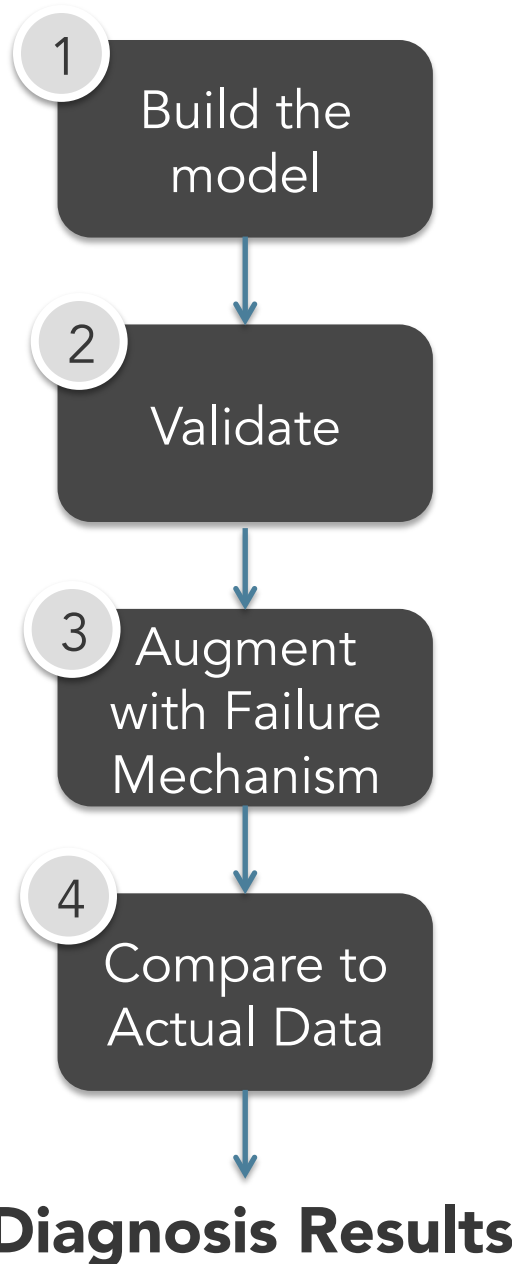 1
Build the
model
2
Validate
3
Augment
with Failure
Mechanism
4
Compare to
Actual Data
Diagnosis Results